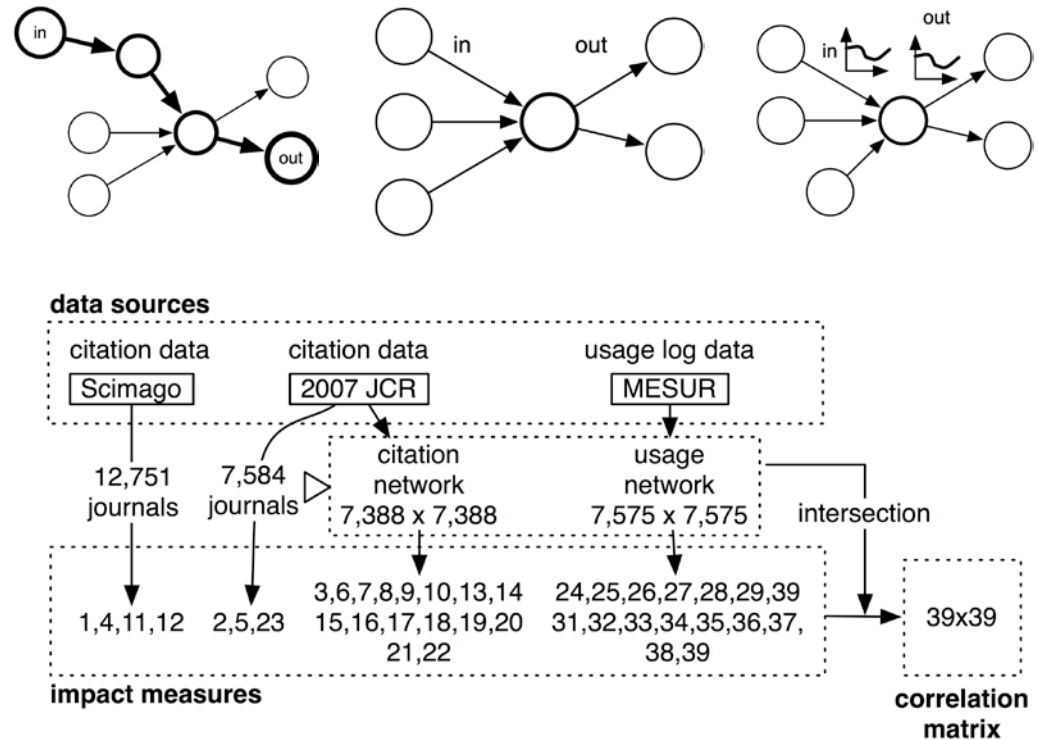 in
out
in
out
in
out
data sources
citation data
citation data
usage log data
Scimago
2007 JCR
MESUR
12,751
journals
7,584
journals
citation
network
7,388 x 7,388
usage
network
7,575 x 7,575
intersection
1,4,11,12
2,5,23
3,6,7,8,9,10,13,14
15,16,17,18,19,20
21,22
24,25,26,27,28,29,39
31,32,33,34,35,36,37,
38,39
39x39
impact measures
correlation
matrix